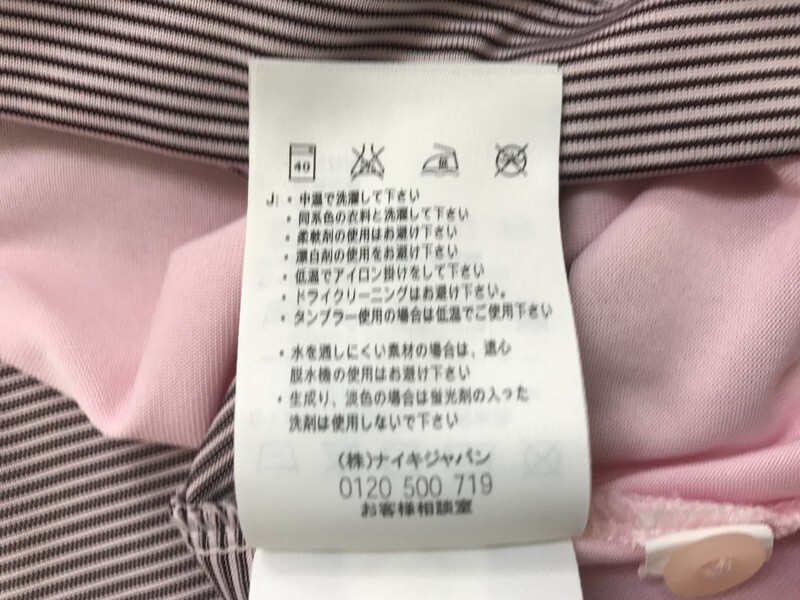 40
J:・中温で洗濯して下さい
・同系色の衣料と洗濯して下さい
・柔軟剤の使用はお避け下さい
・漂白剤の使用をお避け下さい
・低温でアイロン掛けをして下さい
・ドライクリーニングはお避け下さい。
・タンブラー使用の場合は低温でご使用下さい
・水を通しにくい素材の場合は、遠心
脱水機の使用はお避け下さい
・生成り、淡色の場合は蛍光剤の入った
洗剤は使用しないで下さい
(株)ナイキジャパン
0120 500 719
お客様相談室